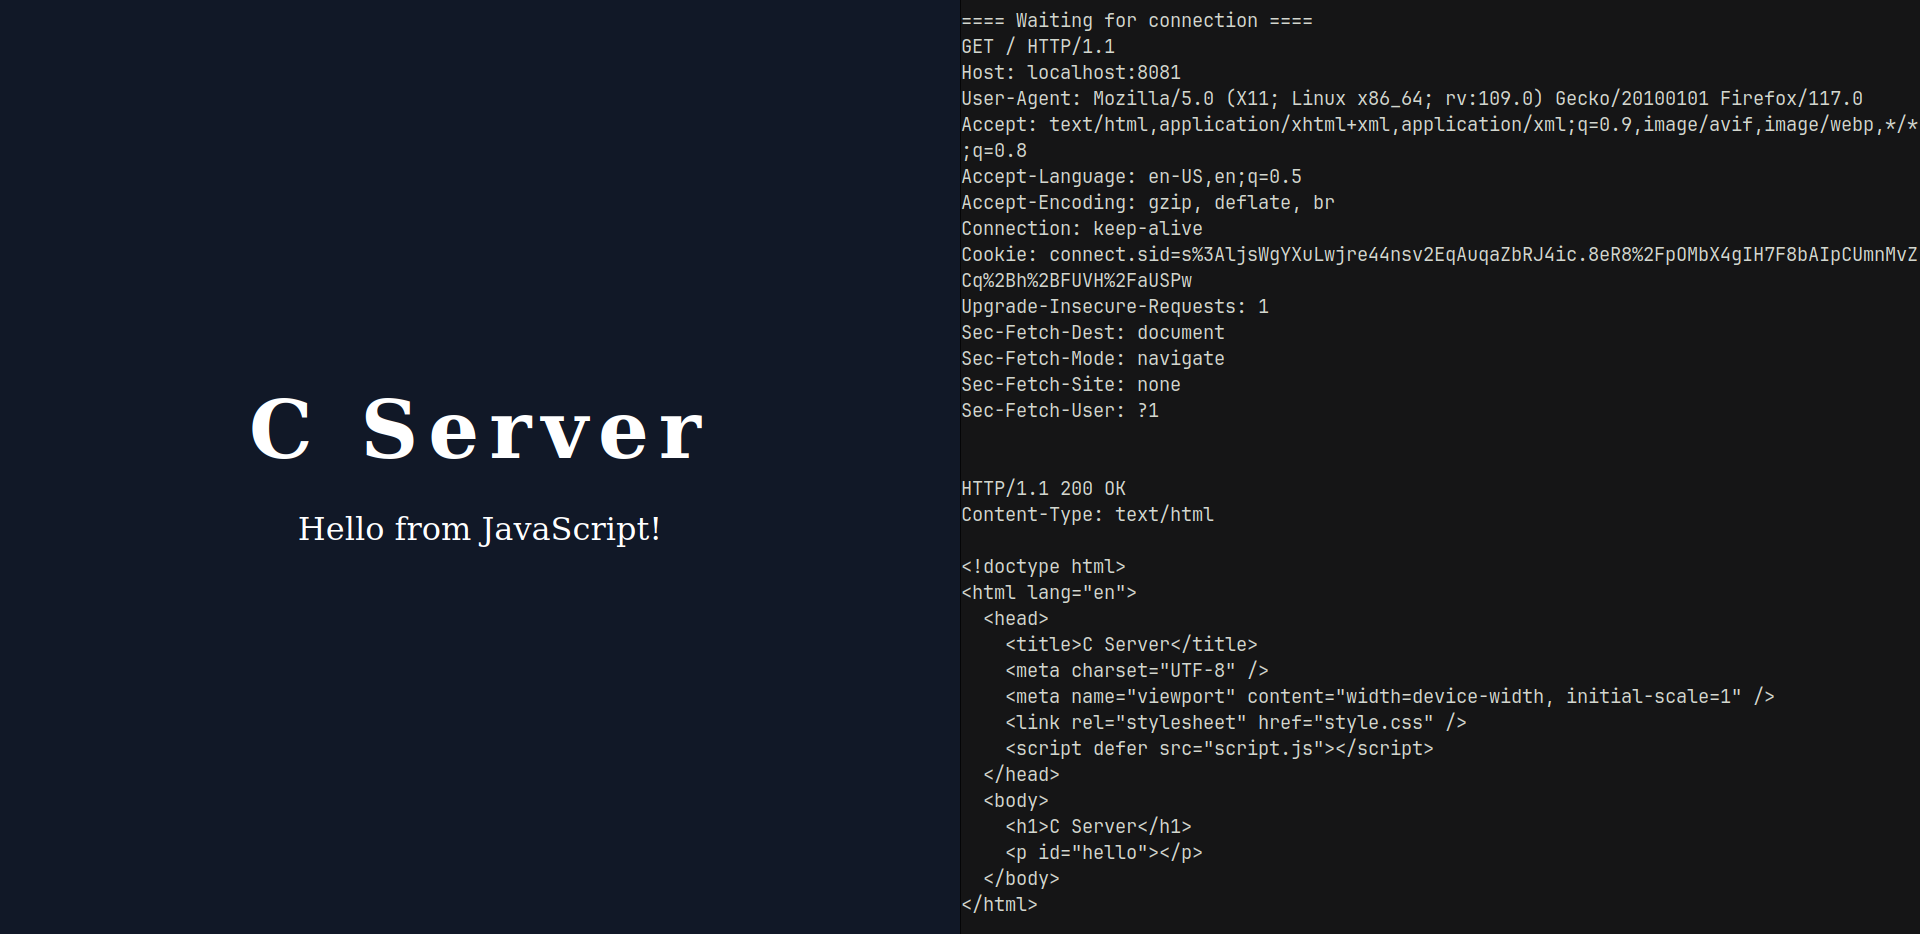 C Server
Hello from JavaScript!
==== Waiting for connection ====
GET / HTTP/1.1
Host: localhost:8081
User-Agent: Mozilla/5.0 (X11; Linux x86_64; rv:109.0) Gecko/20100101 Firefox/117.0
Accept: text/html,application/xhtml+xml,application/xml;q=0.9,image/avif,image/webp,*/*
;q=0.8
Accept-Language: en-US,en;q=0.5
Accept-Encoding: gzip, deflate, br
Connection: keep-alive
Cookie: connect.sid=s%3AljsWgYXuLwjre44nsv2EqAuqaZbRJ4ic.8eR8%2FpOMbX4gIH7F8bAIpCUmnMvZ
Cq%2Bh%2BFUVH%2FaUSPw
Upgrade-Insecure-Requests: 1
Sec-Fetch-Dest: document
Sec-Fetch-Mode: navigate
Sec-Fetch-Site: none
Sec-Fetch-User: ?1
HTTP/1.1 200 OK
Content-Type: text/html
<!doctype html>
<html lang="en">
  <head>
    <title>C Server</title>
    <meta charset="UTF-8" />
    <meta name="viewport" content="width=device-width, initial-scale=1" />
    <link rel="stylesheet" href="style.css" />
    <script defer src="script.js"></script>
  </head>
  <body>
    <h1>C Server</h1>
    <p id="hello"></p>
  </body>
</html>